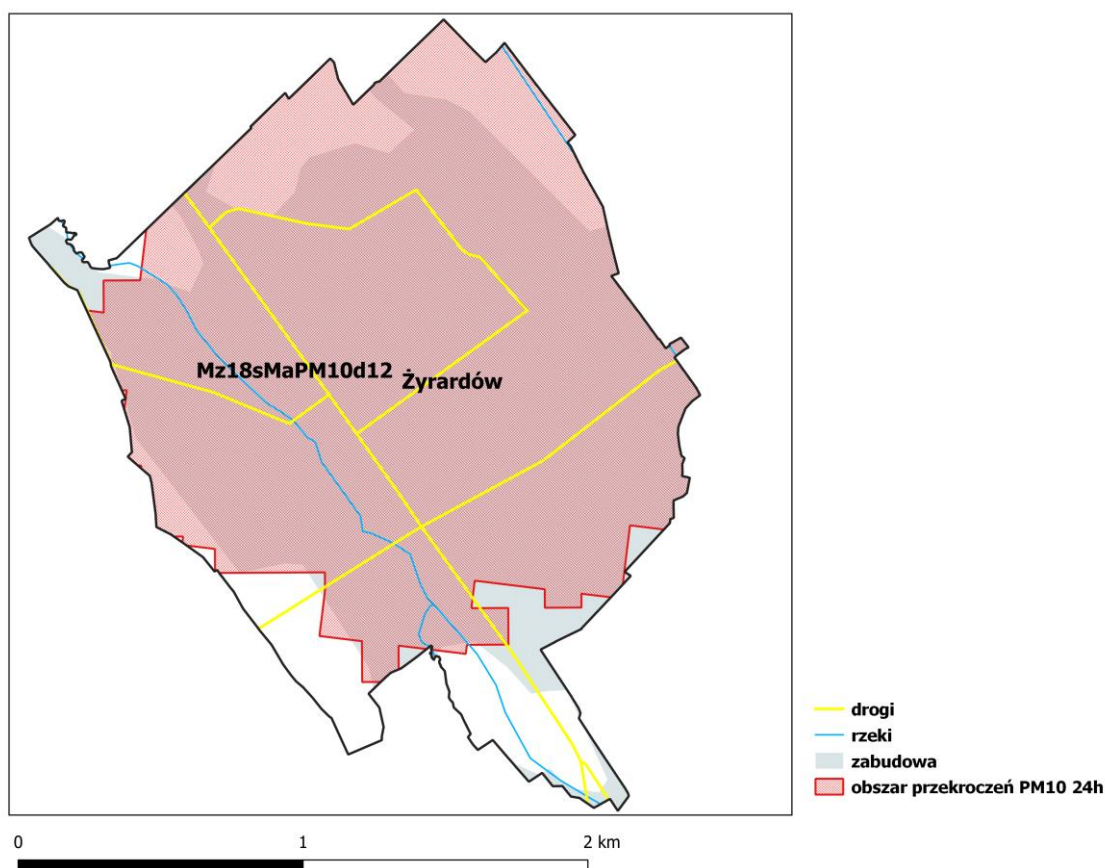 Mz18sMaPM10d12
Żyrardów
drogi
rzeki
zabudowa
obszar przekroczeń PM10 24h
0 1 2 km